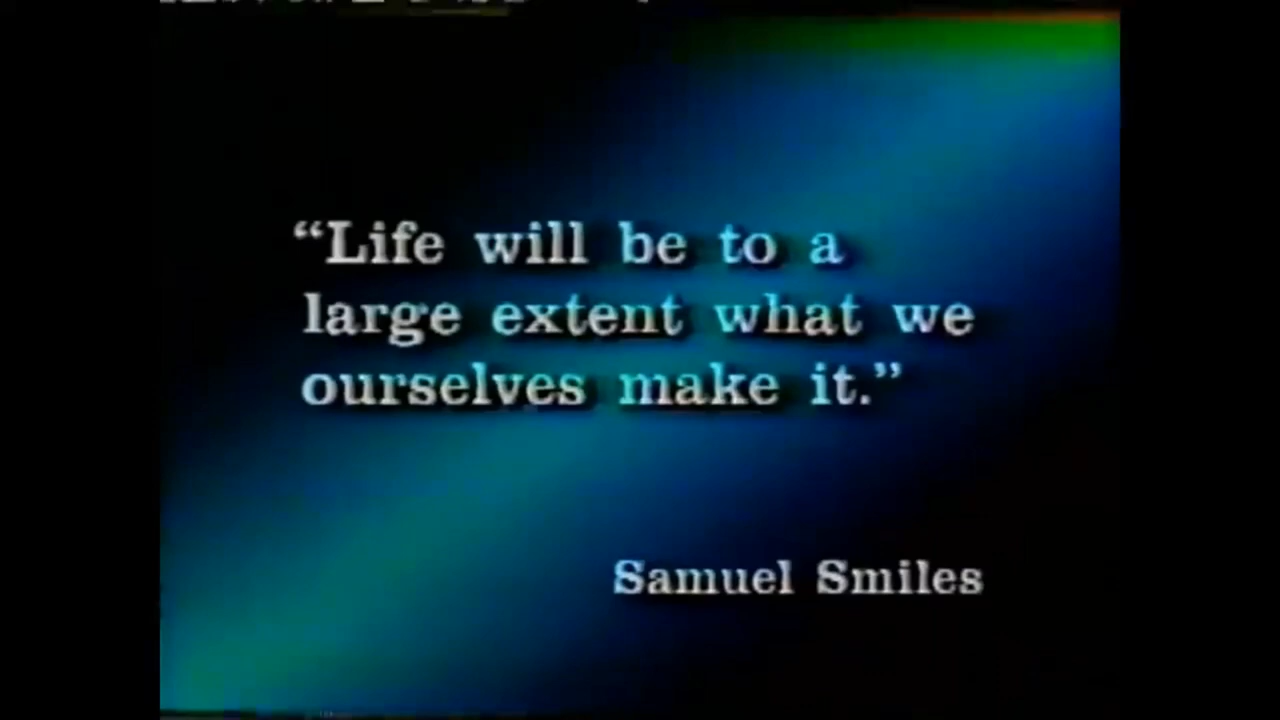 “Life will be to a
large extent what we
ourselves make it.”
Samuel Smiles